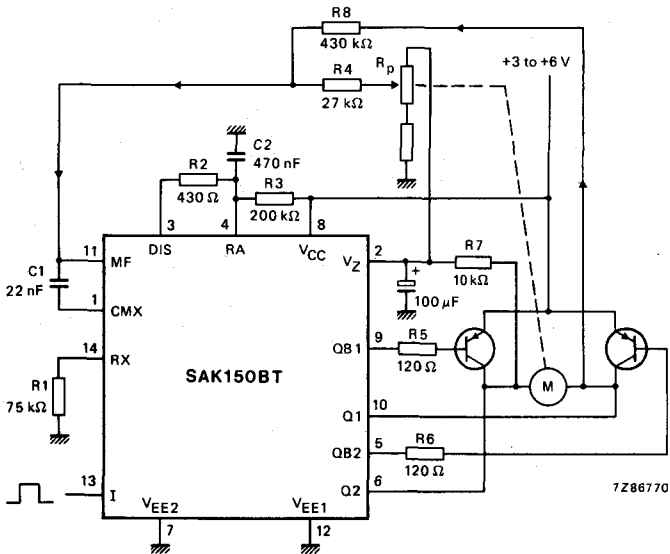 R8
430 kΩ
R4
27 kΩ
Rp
+3 to +6 V
C2
470 nF
R2
430 Ω
R3
200 kΩ
3
4
8
DIS
RA
VCC
11
MF
C1
22 nF
1
CMX
14
RX
R1
75 kΩ
SAK150BT
13
I
VEE2
7
VEE1
12
VZ
2
R7
10 kΩ
+
100 µF
QB1
9
R5
120 Ω
M
Q1
10
QB2
5
R6
120 Ω
Q2
6
7Z86770